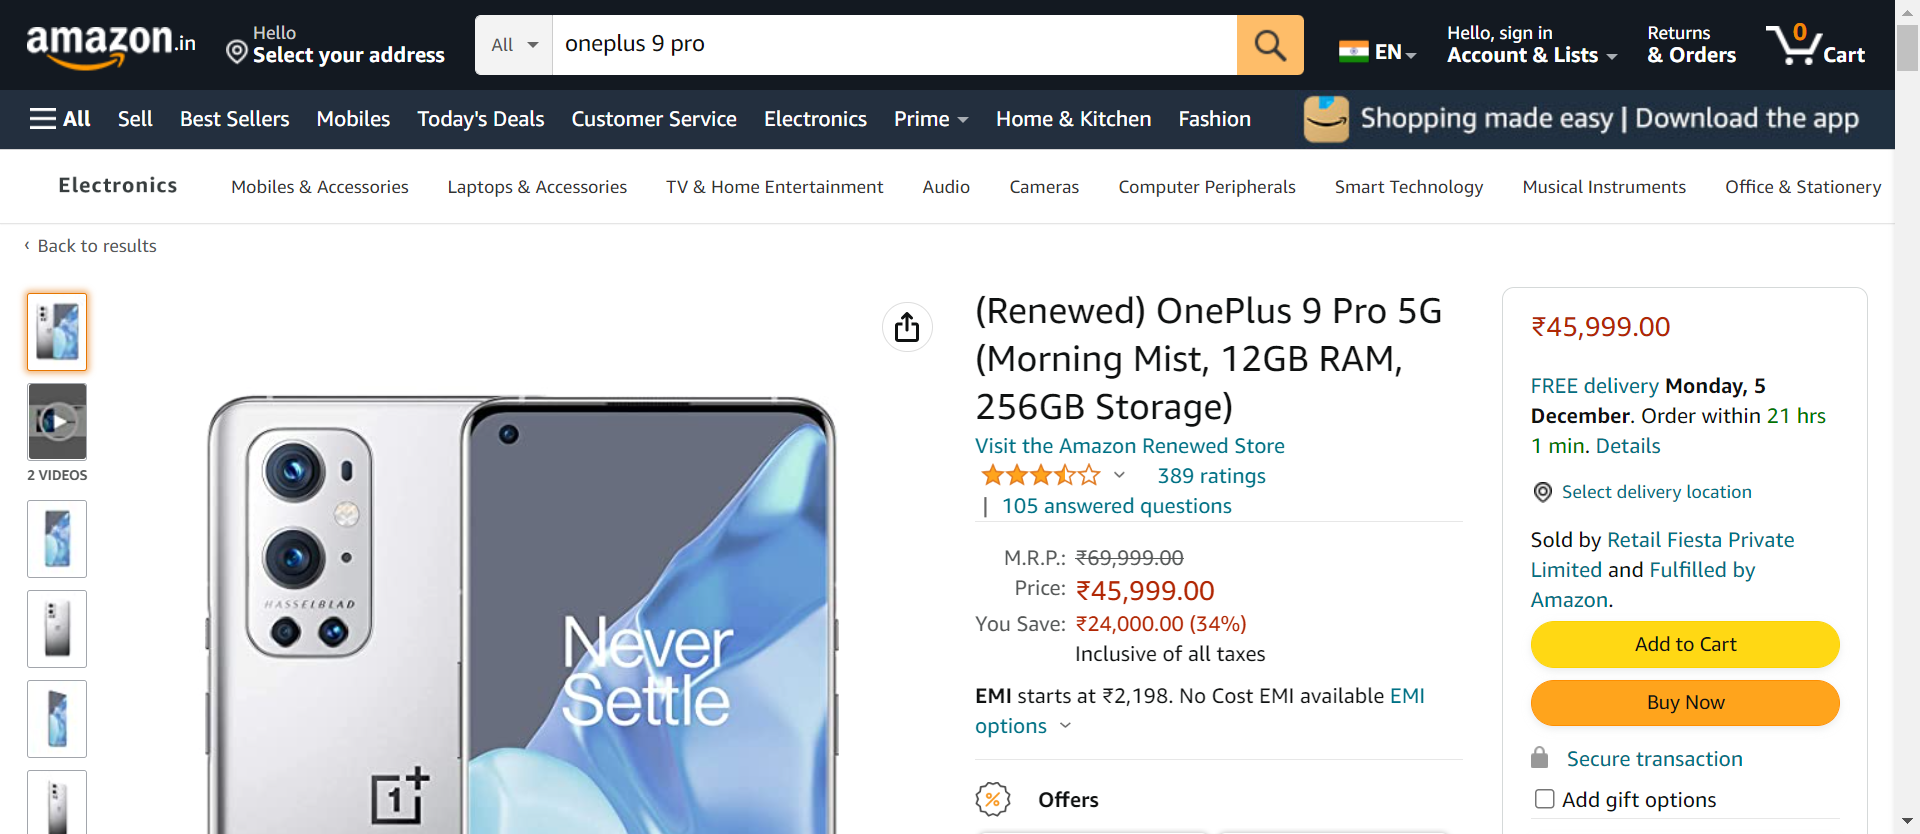 amazon.in
Hello
Select your address
All
oneplus 9 pro
EN
Hello, sign in
Account & Lists
Returns
& Orders
0
Cart
All
Sell
Best Sellers
Mobiles
Today's Deals
Customer Service
Electronics
Prime
Home & Kitchen
Fashion
Shopping made easy | Download the app
Electronics
Mobiles & Accessories
Laptops & Accessories
TV & Home Entertainment
Audio
Cameras
Computer Peripherals
Smart Technology
Musical Instruments
Office & Stationery
‹ Back to results
2 VIDEOS
HASSELBLAD
Never
Settle
1+
(Renewed) OnePlus 9 Pro 5G
(Morning Mist, 12GB RAM,
256GB Storage)
Visit the Amazon Renewed Store
389 ratings
| 105 answered questions
M.R.P.: ₹69,999.00
Price: ₹45,999.00
You Save: ₹24,000.00 (34%)
Inclusive of all taxes
EMI starts at ₹2,198. No Cost EMI available EMI
options
Offers
₹45,999.00
FREE delivery Monday, 5
December. Order within 21 hrs
1 min. Details
Select delivery location
Sold by Retail Fiesta Private
Limited and Fulfilled by
Amazon.
Add to Cart
Buy Now
Secure transaction
Add gift options